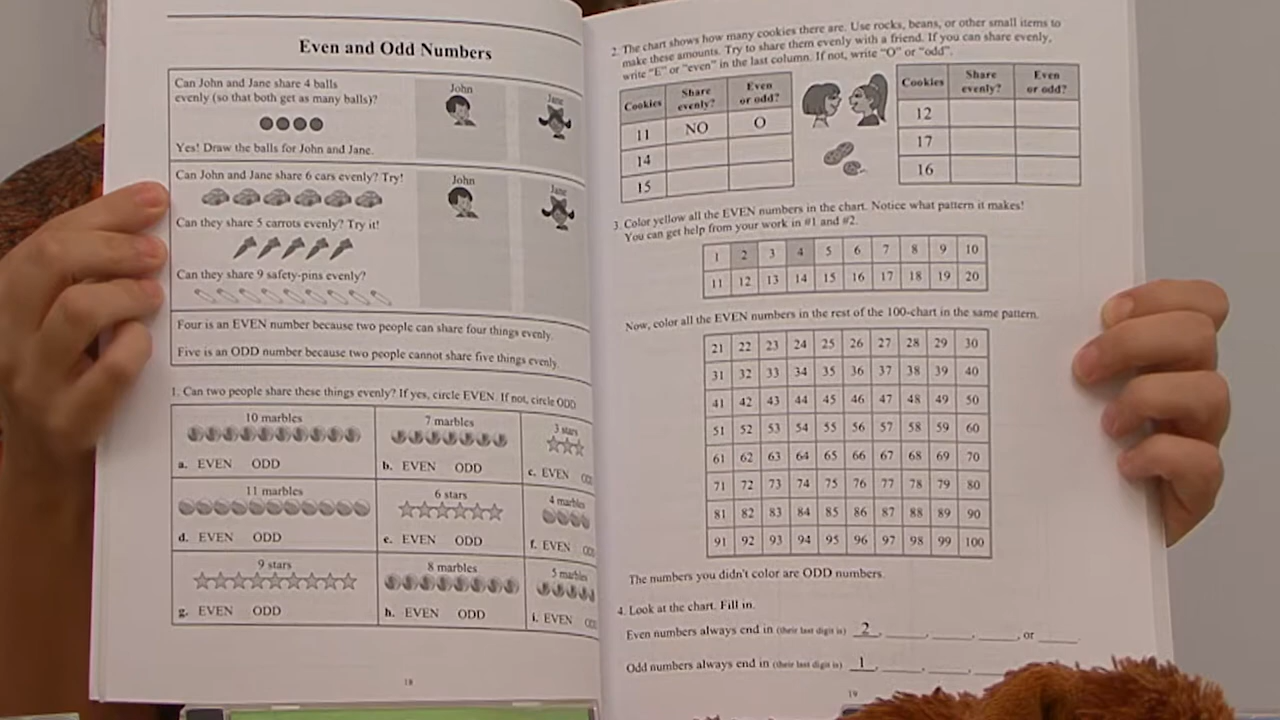 Even and Odd Numbers
Can John and Jane share 4 balls
evenly (so that both get as many balls)?
John
Jane
Yes! Draw the balls for John and Jane.
Can John and Jane share 6 cars evenly? Try!
John
Jane
Can they share 5 carrots evenly? Try it!
Can they share 9 safety-pins evenly?
Four is an EVEN number because two people can share four things evenly.
Five is an ODD number because two people cannot share five things evenly.
1. Can two people share these things evenly? If yes, circle EVEN. If not, circle ODD
10 marbles
7 marbles
3 stars
a. EVEN ODD
b. EVEN ODD
c. EVEN
11 marbles
6 stars
4 marbles
d. EVEN ODD
e. EVEN ODD
f. EVEN
9 stars
8 marbles
5 marbles
g. EVEN ODD
h. EVEN ODD
i. EVEN
18
2. The chart shows how many cookies there are. Use rocks, beans, or other small items to
make these amounts. Try to share them evenly with a friend. If you can share evenly,
write "E" or "even" in the last column. If not, write "O" or "odd".
Cookies Share evenly? Even or odd?
11 NO O
14
15
Cookies Share evenly? Even or odd?
12
17
16
3. Color yellow all the EVEN numbers in the chart. Notice what pattern it makes!
You can get help from your work in #1 and #2.
1 2 3 4 5 6 7 8 9 10
11 12 13 14 15 16 17 18 19 20
Now, color all the EVEN numbers in the rest of the 100-chart in the same pattern.
21 22 23 24 25 26 27 28 29 30
31 32 33 34 35 36 37 38 39 40
41 42 43 44 45 46 47 48 49 50
51 52 53 54 55 56 57 58 59 60
61 62 63 64 65 66 67 68 69 70
71 72 73 74 75 76 77 78 79 80
81 82 83 84 85 86 87 88 89 90
91 92 93 94 95 96 97 98 99 100
The numbers you didn't color are ODD numbers.
4. Look at the chart. Fill in.
Even numbers always end in (their last digit is) 2, ____, ____, ____, or ____.
Odd numbers always end in (their last digit is) 1, ____, ____,
19